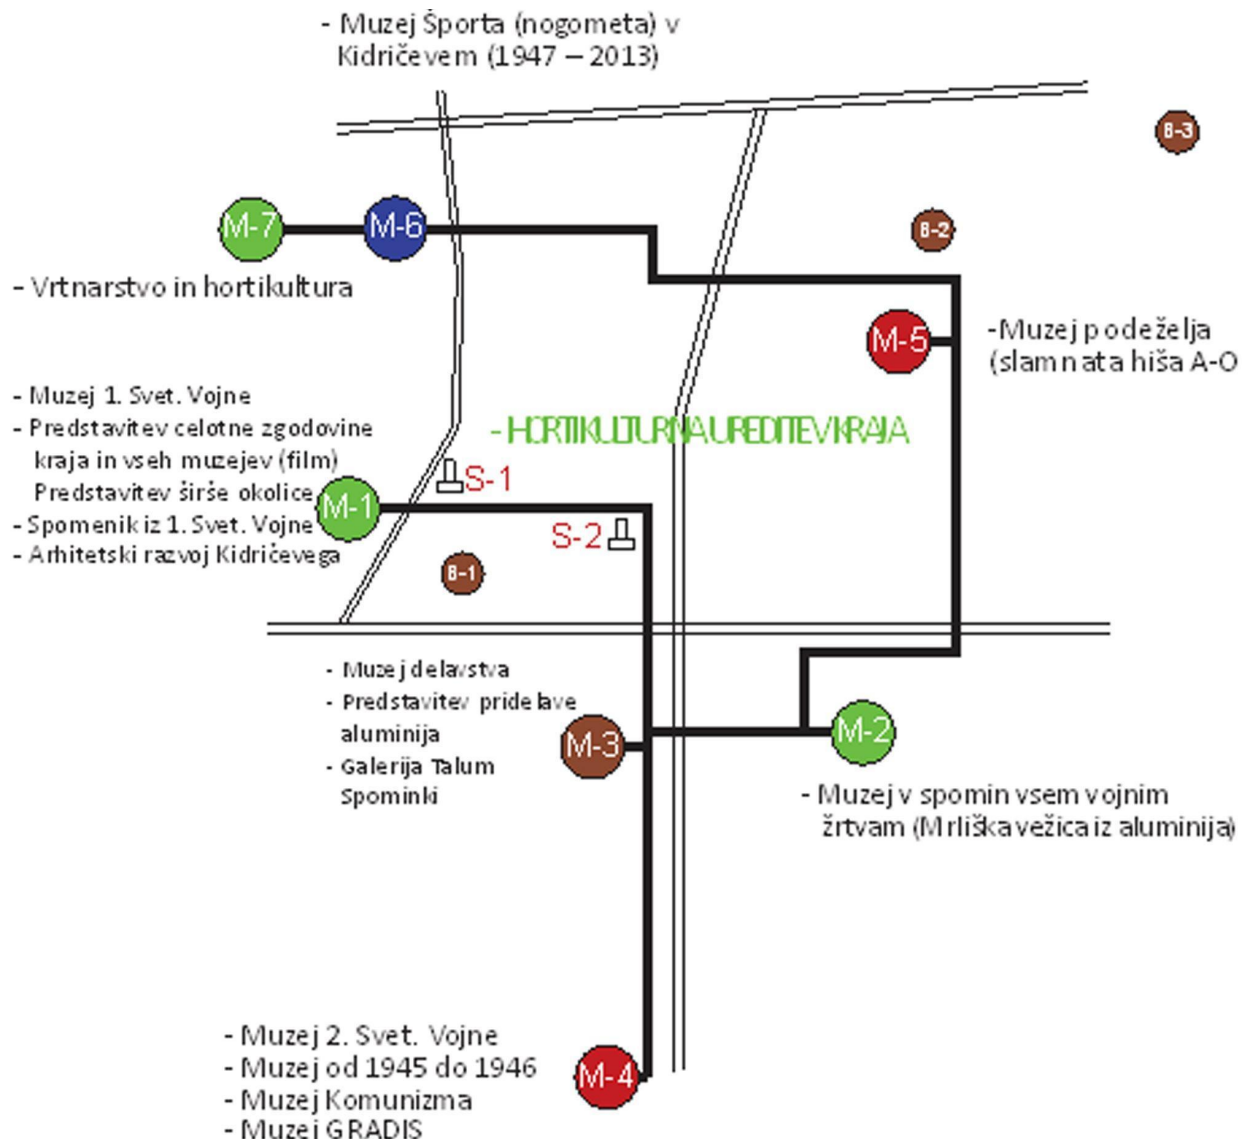 - Muzej Športa (nogometa) v
Kidričevem (1947 – 2013)
B-3
M-7
M-6
B-2
- Vrtnarstvo in hortikultura
M-5
-Muzej podeželja
(slamnata hiša A-O
- Muzej 1. Svet. Vojne
- Predstavitev celotne zgodovine
kraja in vseh muzejev (film)
Predstavitev širše okolice
- Spomenik iz 1. Svet. Vojne
- Arhitetski razvoj Kidričevega
- HORTIKULTURNA UREDITEV KRAJA
S-1
M-1
S-2
B-1
- Muzej delavstva
- Predstavitev pridelave
aluminija
- Galerija Talum
Spominki
M-3
M-2
- Muzej v spomin vsem vojnim
žrtvam (Mrliška vežica iz aluminija)
- Muzej 2. Svet. Vojne
- Muzej od 1945 do 1946
- Muzej Komunizma
- Muzej GRADIS
M-4